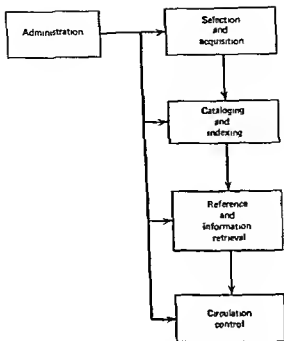 Administration
Selection
and
acquisition
Cataloging
and
indexing
Reference
and
information
retrieval
Circulation
control